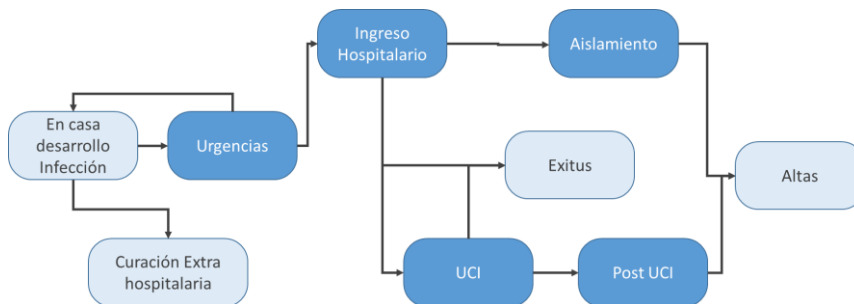 Ingreso
Hospitalario
Aislamiento
En casa
desarrollo
Infección
Urgencias
Exitus
Altas
Curación Extra
hospitalaria
UCI
Post UCI